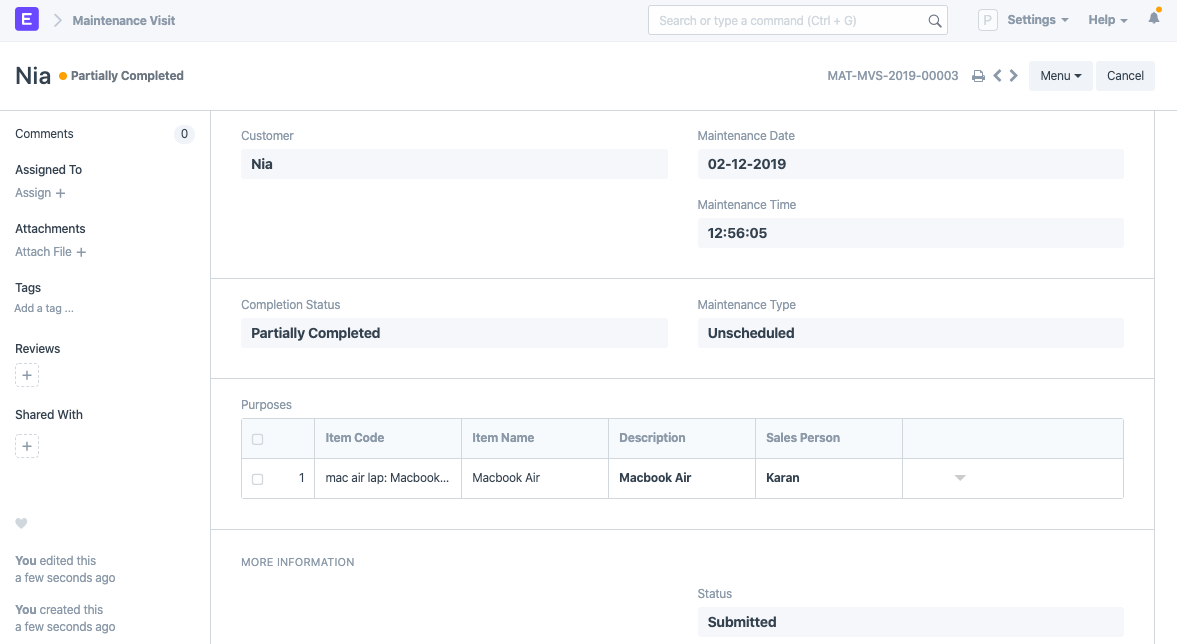 E Maintenance Visit Search or type a command (Ctrl + G) P Settings Help
Nia Partially Completed MAT-MVS-2019-00003 Menu Cancel
Comments 0
Assigned To
Assign +
Attachments
Attach File +
Tags
Add a tag ...
Reviews
+
Shared With
+
You edited this
a few seconds ago
You created this
a few seconds ago
Customer
Nia
Maintenance Date
02-12-2019
Maintenance Time
12:56:05
Completion Status
Partially Completed
Maintenance Type
Unscheduled
Purposes
Item Code Item Name Description Sales Person
1 mac air lap: Macbook... Macbook Air Macbook Air Karan
MORE INFORMATION
Status
Submitted